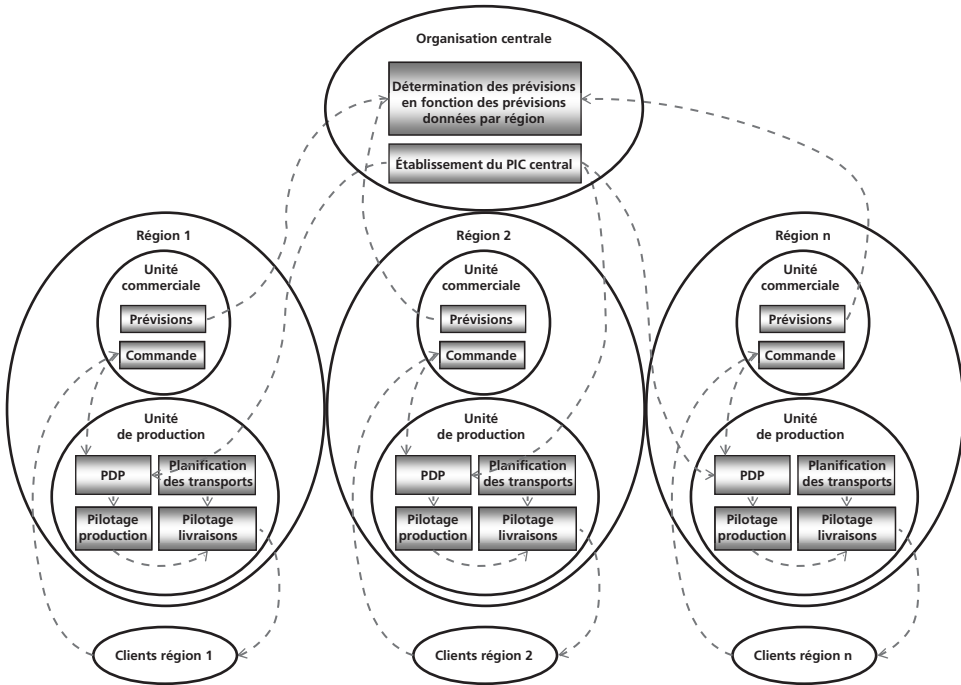 Organisation centrale
Détermination des prévisions
en fonction des prévisions
données par région
Établissement du PIC central
Région 1
Unité
commerciale
Prévisions
Commande
Unité
de production
PDP
Planification
des transports
Pilotage
production
Pilotage
livraisons
Clients région 1
Région 2
Unité
commerciale
Prévisions
Commande
Unité
de production
PDP
Planification
des transports
Pilotage
production
Pilotage
livraisons
Clients région 2
Région n
Unité
commerciale
Prévisions
Commande
Unité
de production
PDP
Planification
des transports
Pilotage
production
Pilotage
livraisons
Clients région n